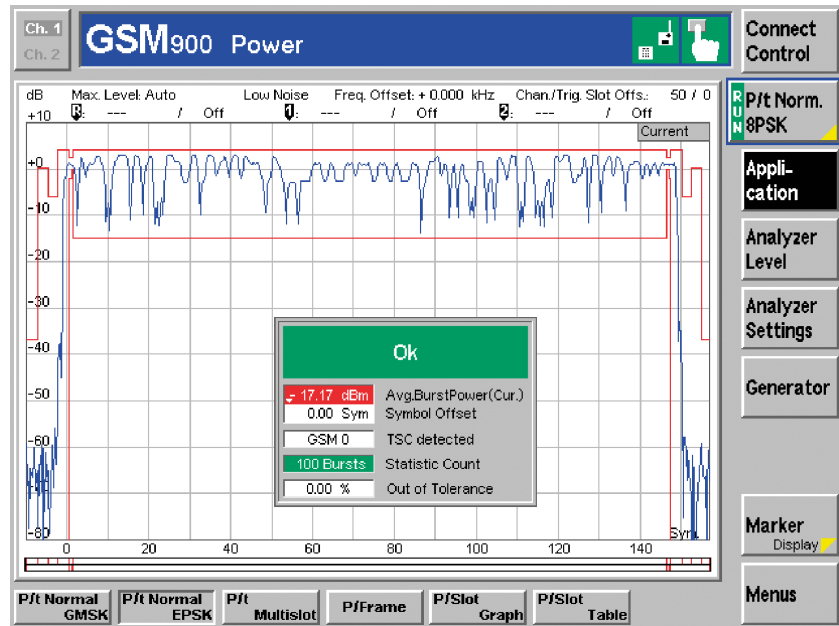 Ch. 1
Ch. 2
GSM900 Power
Connect
Control
dB Max. Level: Auto Low Noise Freq. Offset: + 0.000 kHz Chan./Trig. Slot Offs.: 50 / 0
+10 R: --- / Off 1: --- / Off 2: --- / Off
Current
+0
-10
-20
-30
-40
-50
-60
-80
0 20 40 60 80 100 120 140 Sym
Ok
- 17.17 dBm Avg.BurstPower(Cur.)
0.00 Sym Symbol Offset
GSM 0 TSC detected
100 Bursts Statistic Count
0.00 % Out of Tolerance
RUN
P/t Norm.
8PSK
Appli-
cation
Analyzer
Level
Analyzer
Settings
Generator
Marker
Display
Menus
P/t Normal
GMSK
P/t Normal
EPSK
P/t
Multislot
P/Frame
P/Slot
Graph
P/Slot
Table